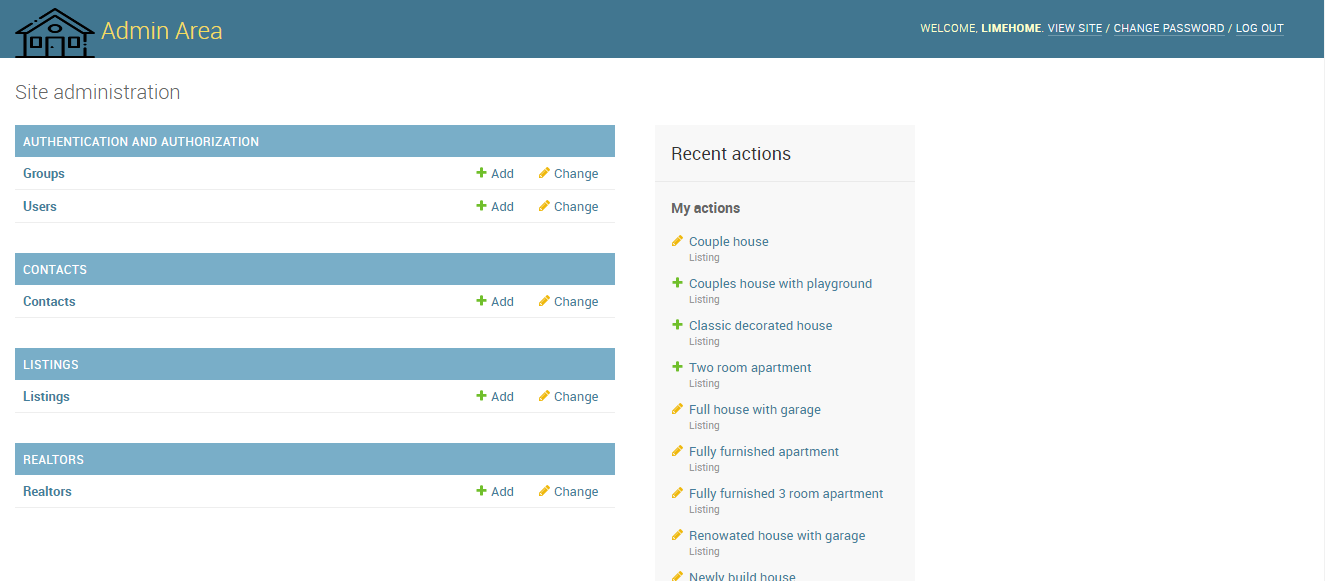 Admin Area
WELCOME, LIMEHOME. VIEW SITE / CHANGE PASSWORD / LOG OUT
Site administration
AUTHENTICATION AND AUTHORIZATION
Groups Add Change
Users Add Change
CONTACTS
Contacts Add Change
LISTINGS
Listings Add Change
REALTORS
Realtors Add Change
Recent actions
My actions
Couple house
Listing
Couples house with playground
Listing
Classic decorated house
Listing
Two room apartment
Listing
Full house with garage
Listing
Fully furnished apartment
Listing
Fully furnished 3 room apartment
Listing
Renowated house with garage
Listing
Newly build house